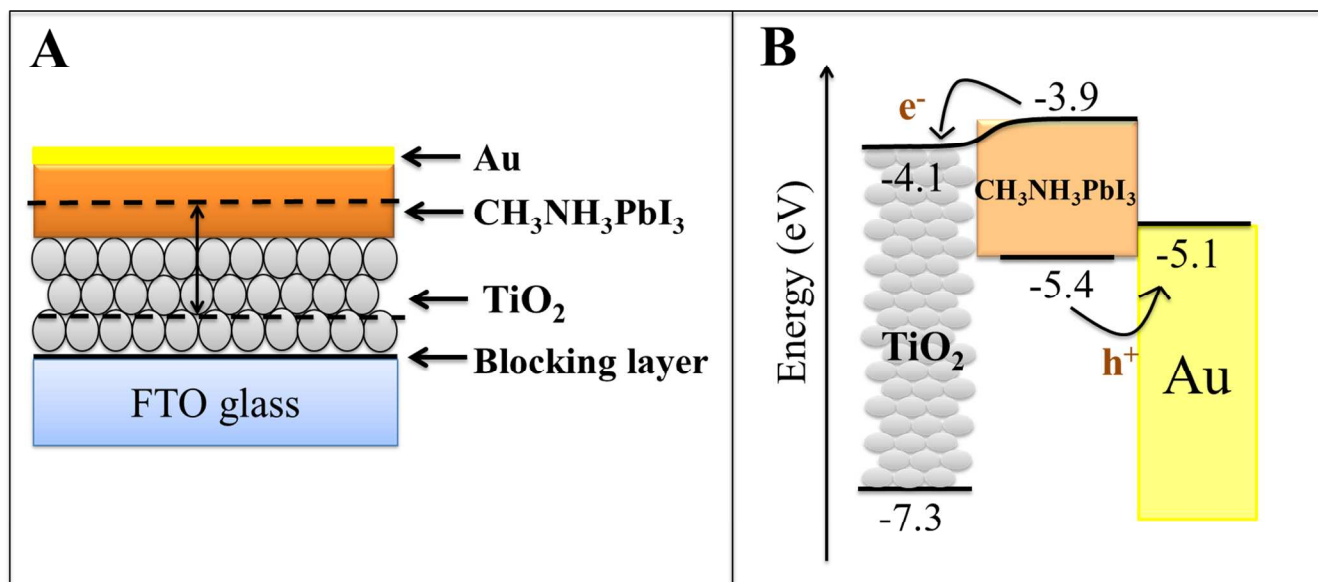 A
Au
CH₃NH₃PbI₃
TiO₂
Blocking layer
FTO glass
B
Energy (eV)
e⁻
-3.9
-4.1
CH₃NH₃PbI₃
-5.1
-5.4
TiO₂
h⁺
Au
-7.3